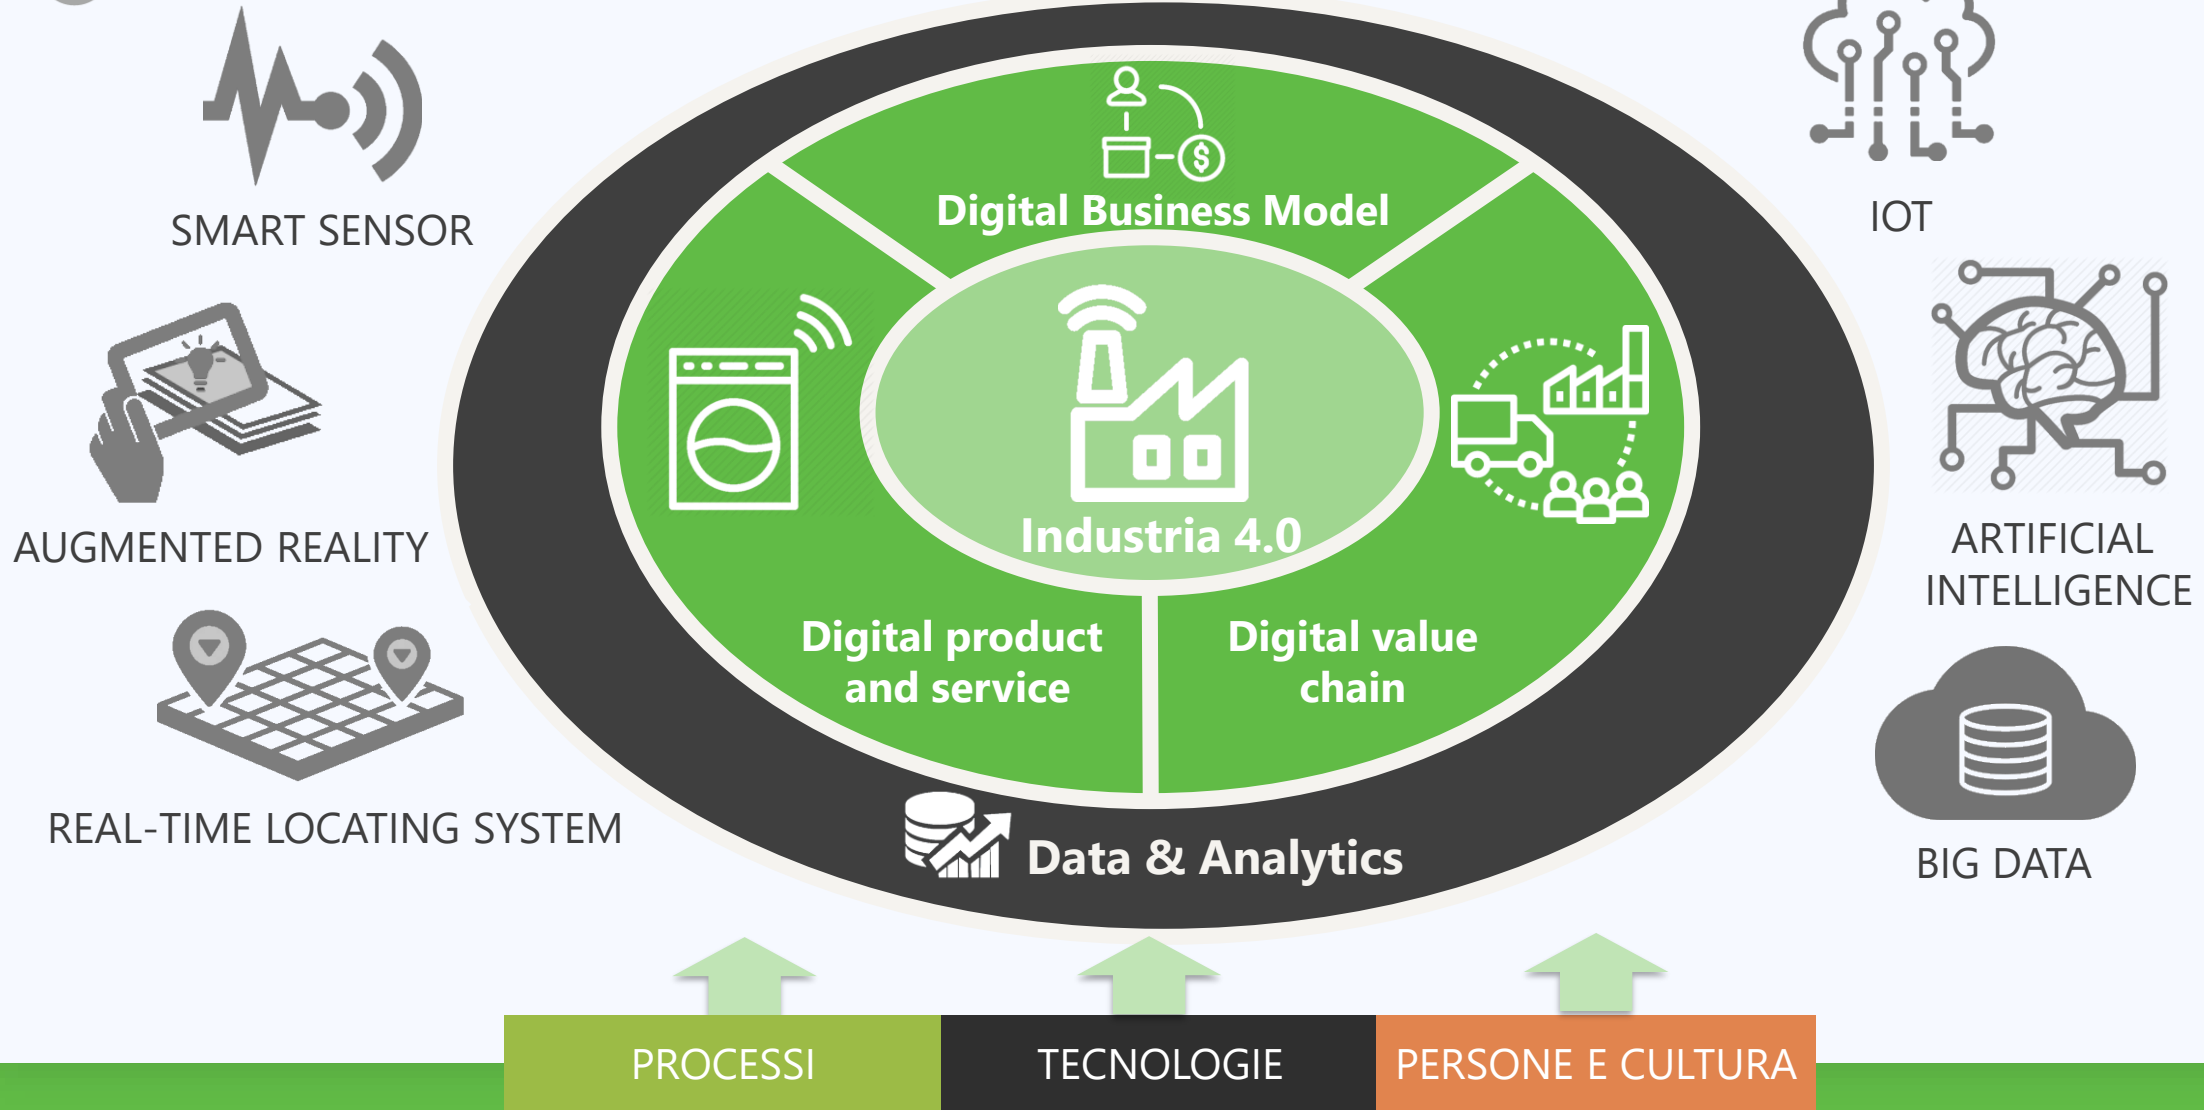 SMART SENSOR
AUGMENTED REALITY
REAL-TIME LOCATING SYSTEM
Digital Business Model
Industria 4.0
Digital product
and service
Digital value
chain
Data & Analytics
IOT
ARTIFICIAL
INTELLIGENCE
BIG DATA
PROCESSI
TECNOLOGIE
PERSONE E CULTURA